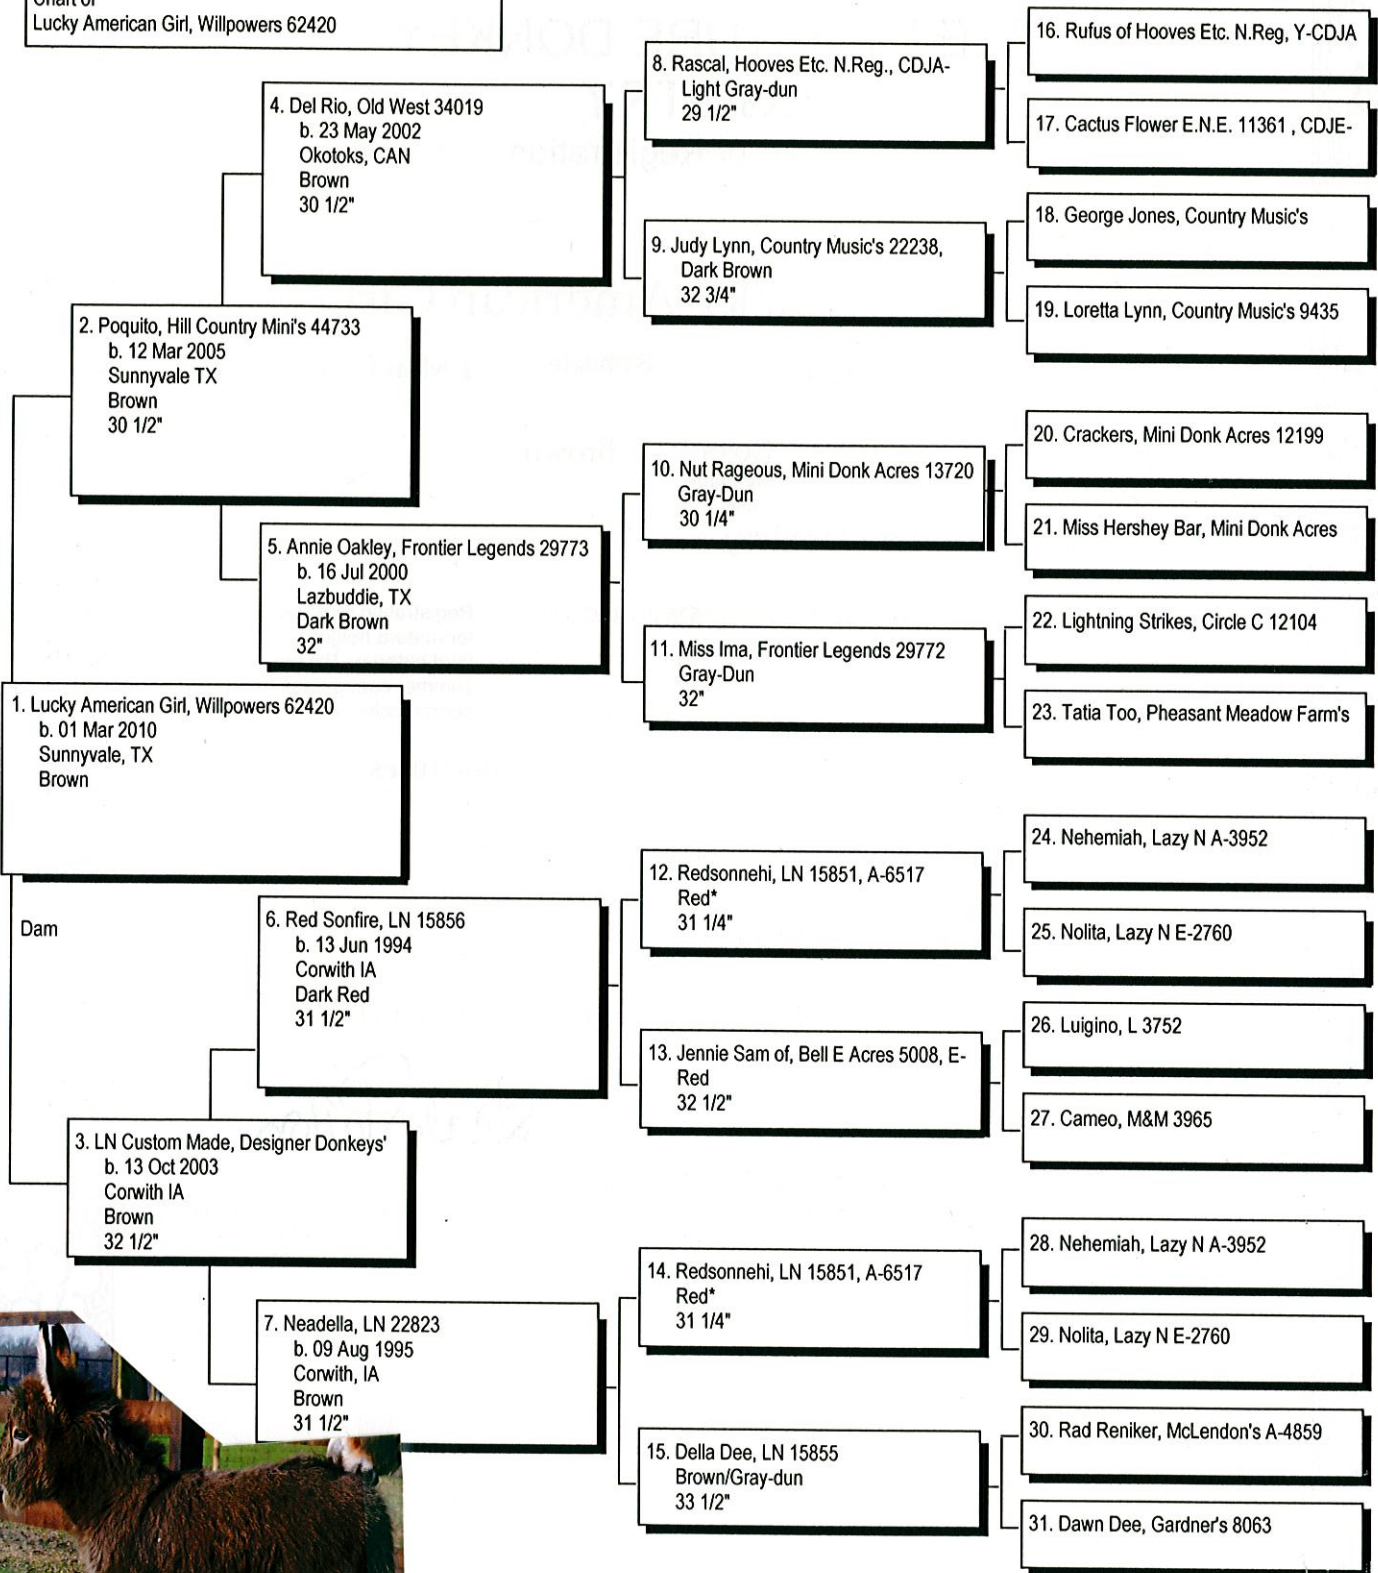 Chart of
Lucky American Girl, Willpowers 62420
1. Lucky American Girl, Willpowers 62420
b. 01 Mar 2010
Sunnyvale, TX
Brown
Dam
2. Poquito, Hill Country Mini's 44733
b. 12 Mar 2005
Sunnyvale TX
Brown
30 1/2"
3. LN Custom Made, Designer Donkeys'
b. 13 Oct 2003
Corwith IA
Brown
32 1/2"
4. Del Rio, Old West 34019
b. 23 May 2002
Okotoks, CAN
Brown
30 1/2"
5. Annie Oakley, Frontier Legends 29773
b. 16 Jul 2000
Lazbuddie, TX
Dark Brown
32"
6. Red Sonfire, LN 15856
b. 13 Jun 1994
Corwith IA
Dark Red
31 1/2"
7. Neadella, LN 22823
b. 09 Aug 1995
Corwith, IA
Brown
31 1/2"
8. Rascal, Hooves Etc. N.Reg., CDJA-
Light Gray-dun
29 1/2"
9. Judy Lynn, Country Music's 22238,
Dark Brown
32 3/4"
10. Nut Rageous, Mini Donk Acres 13720
Gray-Dun
30 1/4"
11. Miss Ima, Frontier Legends 29772
Gray-Dun
32"
12. Redsonnehi, LN 15851, A-6517
Red*
31 1/4"
13. Jennie Sam of, Bell E Acres 5008, E-
Red
32 1/2"
14. Redsonnehi, LN 15851, A-6517
Red*
31 1/4"
15. Della Dee, LN 15855
Brown/Gray-dun
33 1/2"
16. Rufus of Hooves Etc. N.Reg, Y-CDJA
17. Cactus Flower E.N.E. 11361 , CDJE-
18. George Jones, Country Music's
19. Loretta Lynn, Country Music's 9435
20. Crackers, Mini Donk Acres 12199
21. Miss Hershey Bar, Mini Donk Acres
22. Lightning Strikes, Circle C 12104
23. Tatia Too, Pheasant Meadow Farm's
24. Nehemiah, Lazy N A-3952
25. Nolita, Lazy N E-2760
26. Luigino, L 3752
27. Cameo, M&M 3965
28. Nehemiah, Lazy N A-3952
29. Nolita, Lazy N E-2760
30. Rad Reniker, McLendon's A-4859
31. Dawn Dee, Gardner's 8063